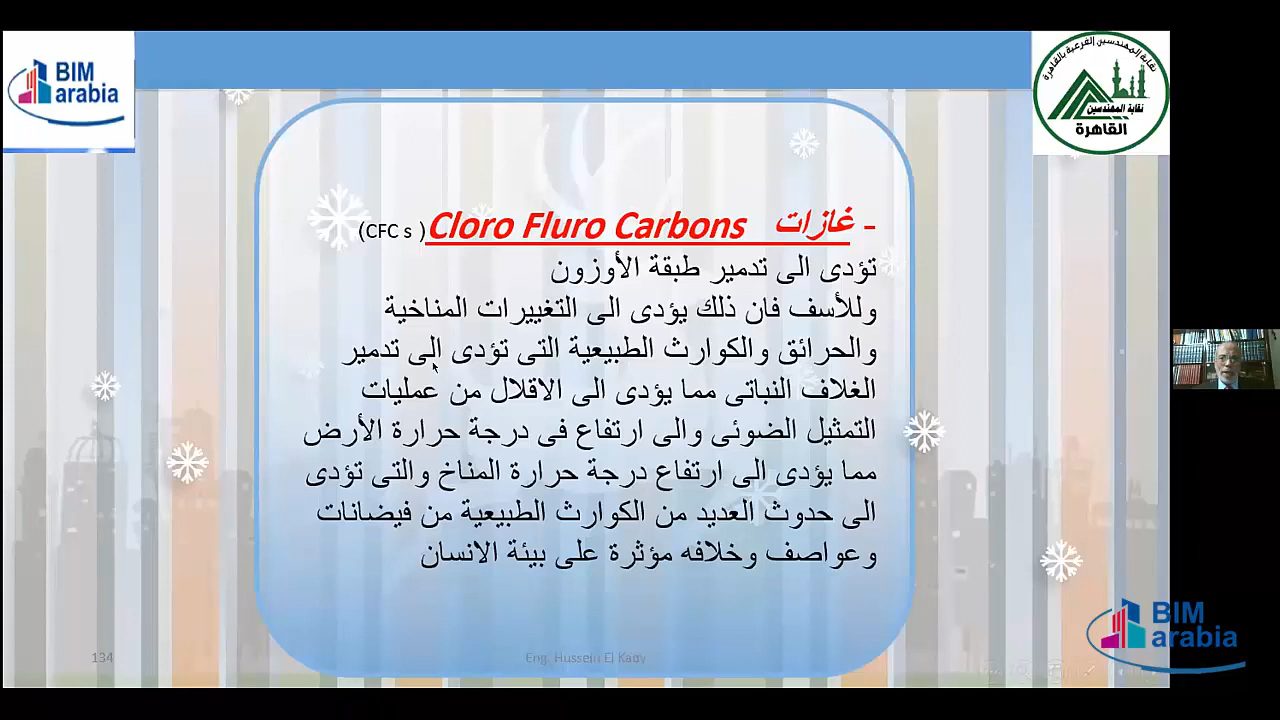 BIM
arabia
نقابة المهندسين الفرعية بالقاهرة
نقابة المهندسين
القاهرة
- غازات Cloro Fluro Carbons ( CFC s)
تؤدى الى تدمير طبقة الأوزون
وللأسف فان ذلك يؤدى الى التغييرات المناخية
والحرائق والكوارث الطبيعية التى تؤدى الى تدمير
الغلاف النباتى مما يؤدى الى الاقلال من عمليات
التمثيل الضوئى والى ارتفاع فى درجة حرارة الأرض
مما يؤدى الى ارتفاع درجة حرارة المناخ والتى تؤدى
الى حدوث العديد من الكوارث الطبيعية من فيضانات
وعواصف وخلافه مؤثرة على بيئة الانسان
BIM
arabia
134
Eng. Hussein El Kady